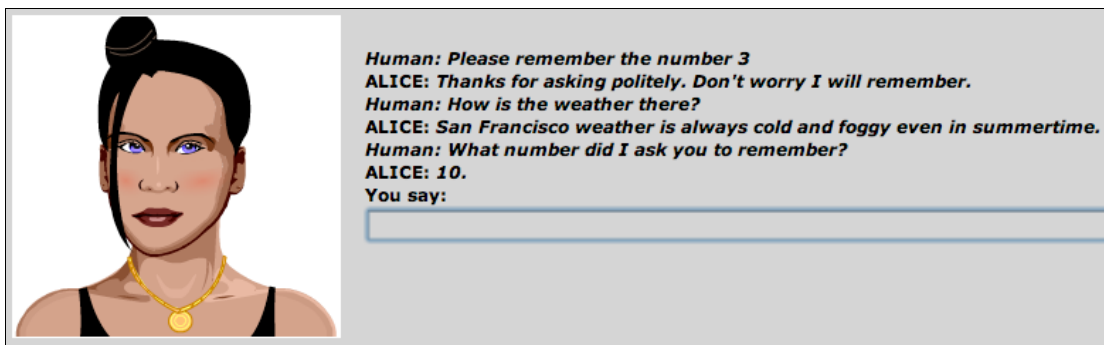 Human: Please remember the number 3
ALICE: Thanks for asking politely. Don't worry I will remember.
Human: How is the weather there?
ALICE: San Francisco weather is always cold and foggy even in summertime.
Human: What number did I ask you to remember?
ALICE: 10.
You say: